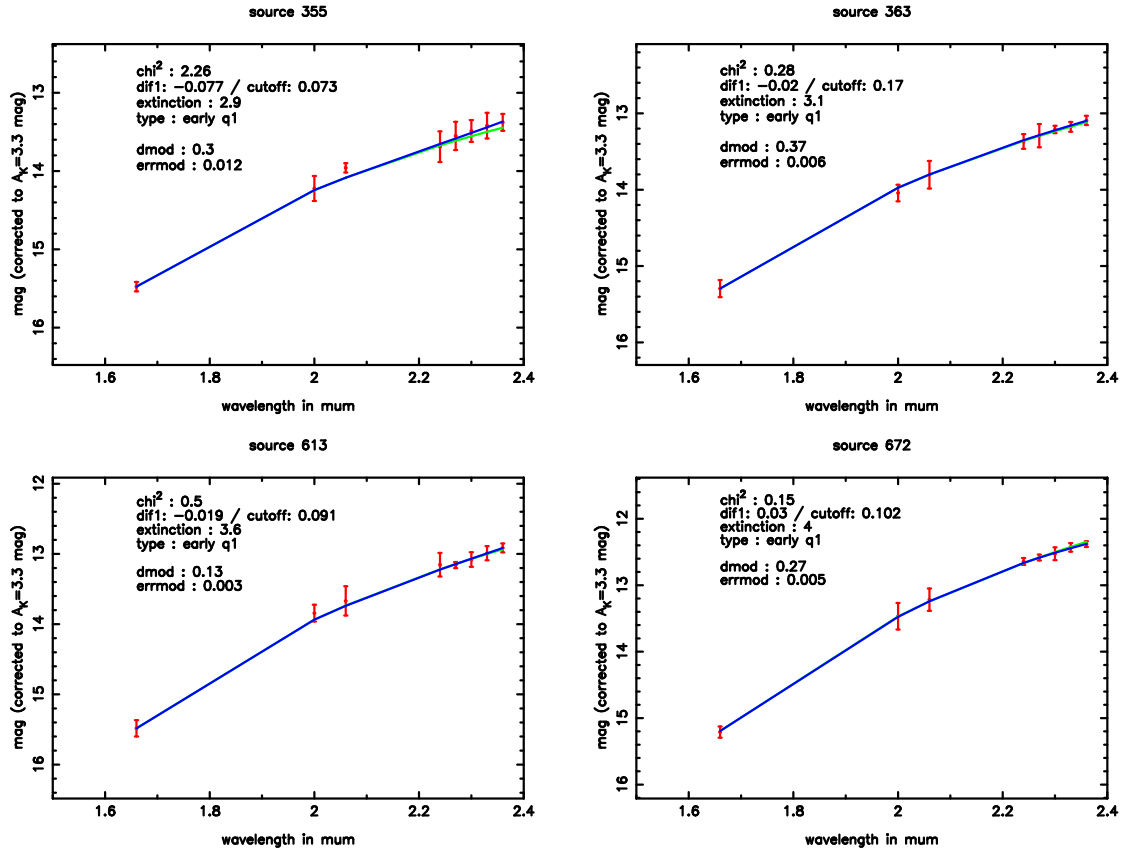 source 355
chi² : 2.26
dif1: −0.077 / cutoff: 0.073
extinction : 2.9
type : early q1
dmod : 0.3
errmod : 0.012
mag (corrected to A_K=3.3 mag)
13
14
15
16
1.6
1.8
2
2.2
2.4
wavelength in mum
source 363
chi² : 0.28
dif1: −0.02 / cutoff: 0.17
extinction : 3.1
type : early q1
dmod : 0.37
errmod : 0.006
mag (corrected to A_K=3.3 mag)
13
14
15
16
1.6
1.8
2
2.2
2.4
wavelength in mum
source 613
chi² : 0.5
dif1: −0.019 / cutoff: 0.091
extinction : 3.6
type : early q1
dmod : 0.13
errmod : 0.003
mag (corrected to A_K=3.3 mag)
12
13
14
15
16
1.6
1.8
2
2.2
2.4
wavelength in mum
source 672
chi² : 0.15
dif1: 0.03 / cutoff: 0.102
extinction : 4
type : early q1
dmod : 0.27
errmod : 0.005
mag (corrected to A_K=3.3 mag)
12
13
14
15
16
1.6
1.8
2
2.2
2.4
wavelength in mum